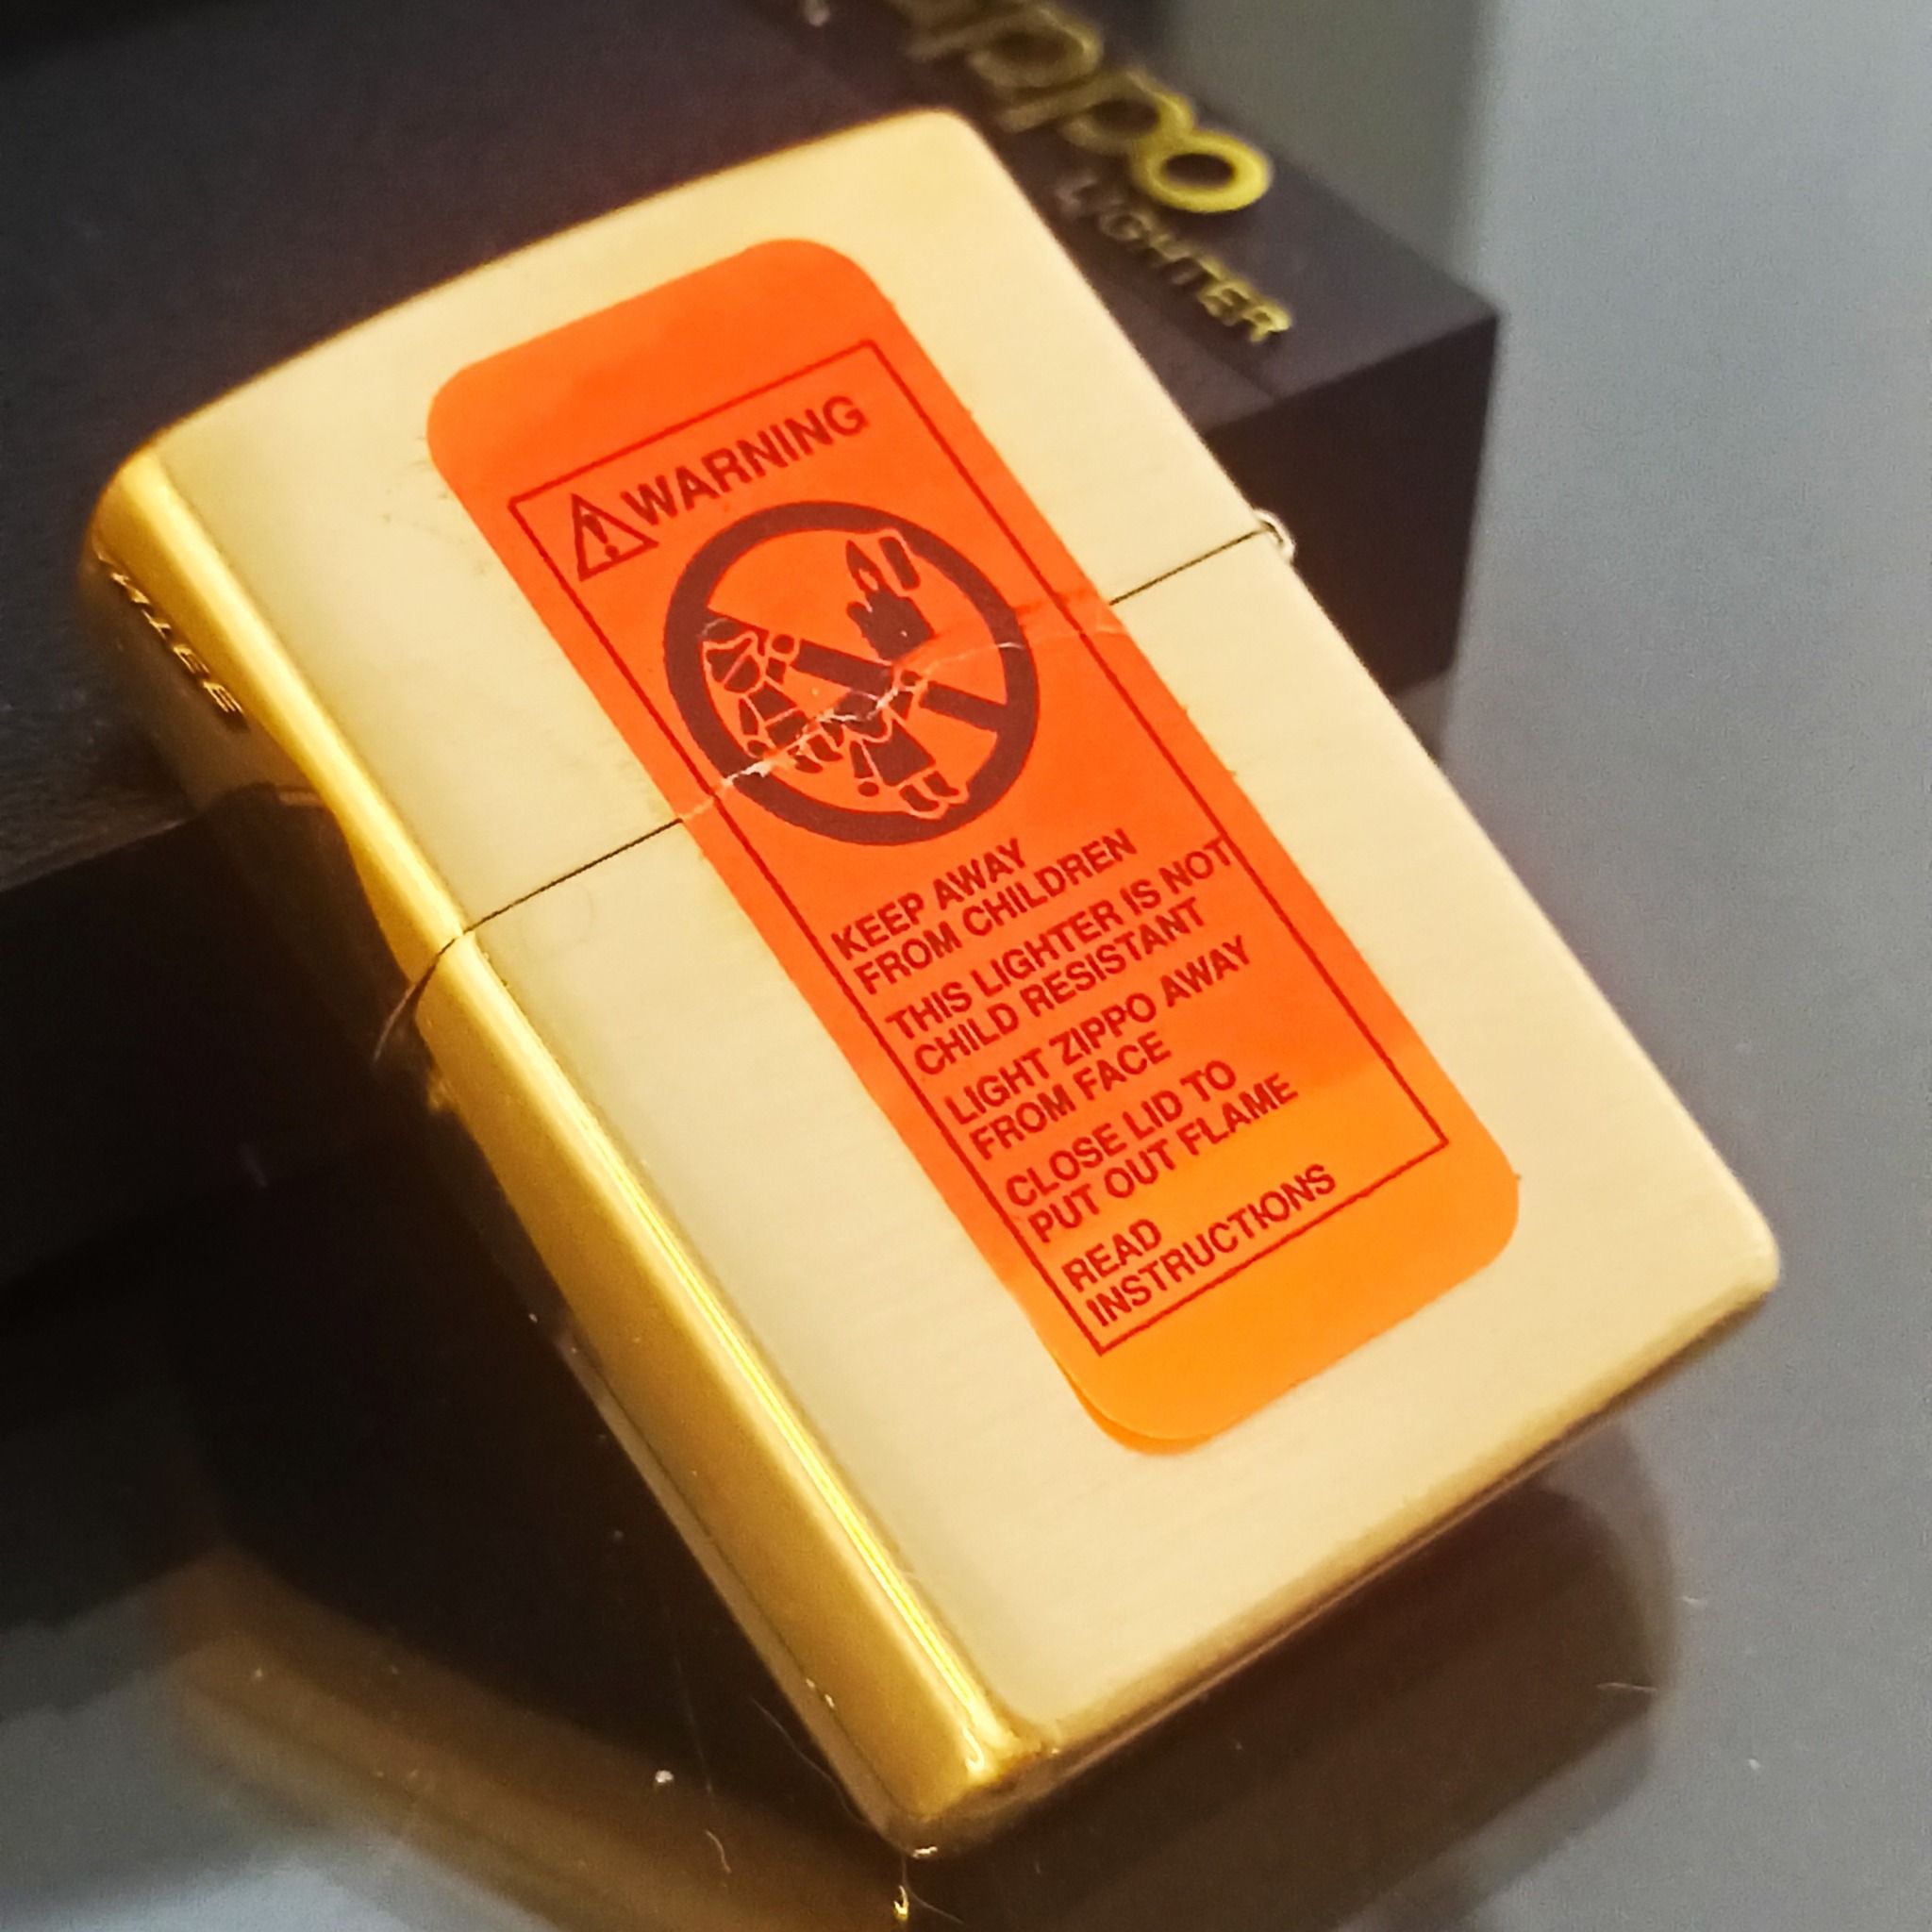 LIGHTER
WARNING
KEEP AWAY
FROM CHILDREN
THIS LIGHTER IS NOT
CHILD RESISTANT
LIGHT ZIPPO AWAY
FROM FACE
CLOSE LID TO
PUT OUT FLAME
READ
INSTRUCTIONS